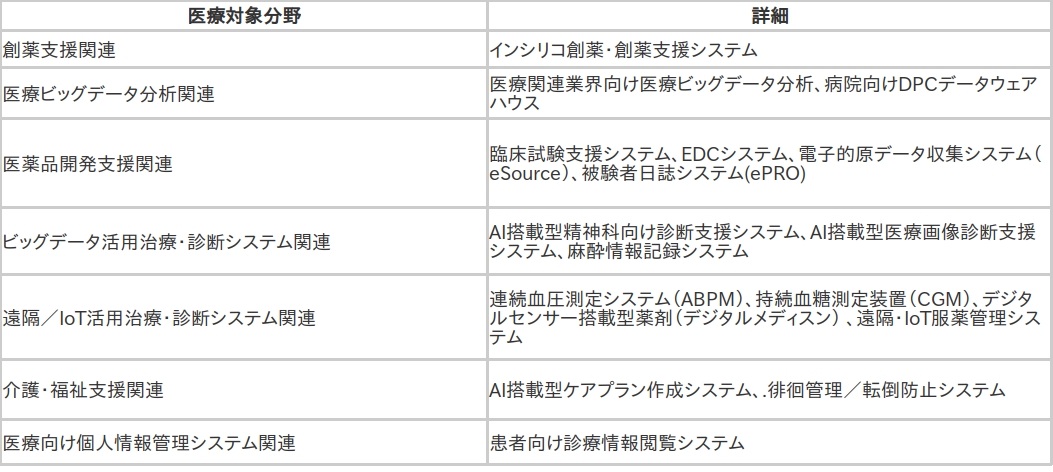 医療対象分野
詳細
創薬支援関連
インシリコ創薬・創薬支援システム
医療ビッグデータ分析関連
医療関連業界向け医療ビッグデータ分析、病院向けDPCデータウェア
ハウス
医薬品開発支援関連
臨床試験支援システム、EDCシステム、電子的原データ収集システム（
eSource）、被験者日誌システム(ePRO)
ビッグデータ活用治療・診断システム関連
AI搭載型精神科向け診断支援システム、AI搭載型医療画像診断支援
システム、麻酔情報記録システム
遠隔／IoT活用治療・診断システム関連
連続血圧測定システム（ABPM）、持続血糖測定装置（CGM）、デジタ
ルセンサー搭載型薬剤（デジタルメディスン） 、遠隔・IoT服薬管理シス
テム
介護・福祉支援関連
AI搭載型ケアプラン作成システム、.徘徊管理／転倒防止システム
医療向け個人情報管理システム関連
患者向け診療情報閲覧システム